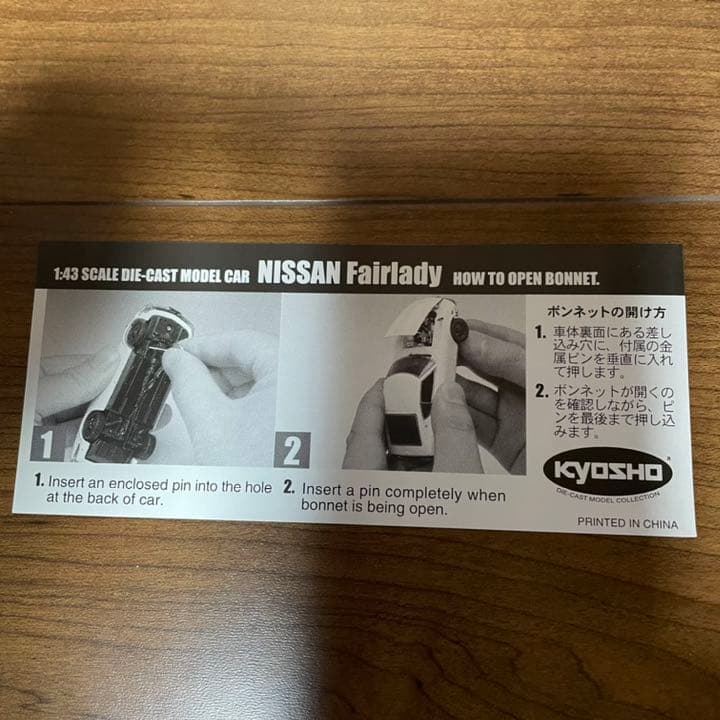 1:43 SCALE DIE-CAST MODEL CAR NISSAN Fairlady HOW TO OPEN BONNET.
1
2
1. Insert an enclosed pin into the hole
at the back of car.
2. Insert a pin completely when
bonnet is being open.
ボンネットの開け方
1. 車体裏面にある差し
込み穴に、付属の金
属ピンを垂直に入れ
て押します。
2. ボンネットが開くの
を確認しながら、ピ
ンを最後まで押し込
みます。
KYOSHO®
DIE-CAST MODEL COLLECTION
PRINTED IN CHINA